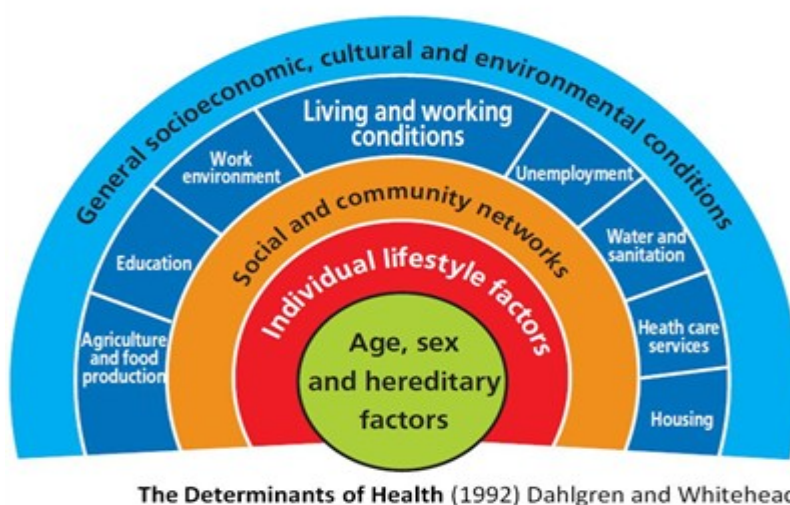 General socioeconomic, cultural and environmental conditions
Living and working
conditions
Work
environment
Unemployment
Education
Water and
sanitation
Agriculture
and food
production
Heath care
services
Housing
Social and community networks
Individual lifestyle factors
Age, sex
and hereditary
factors
The Determinants of Health (1992) Dahlgren and Whitehead